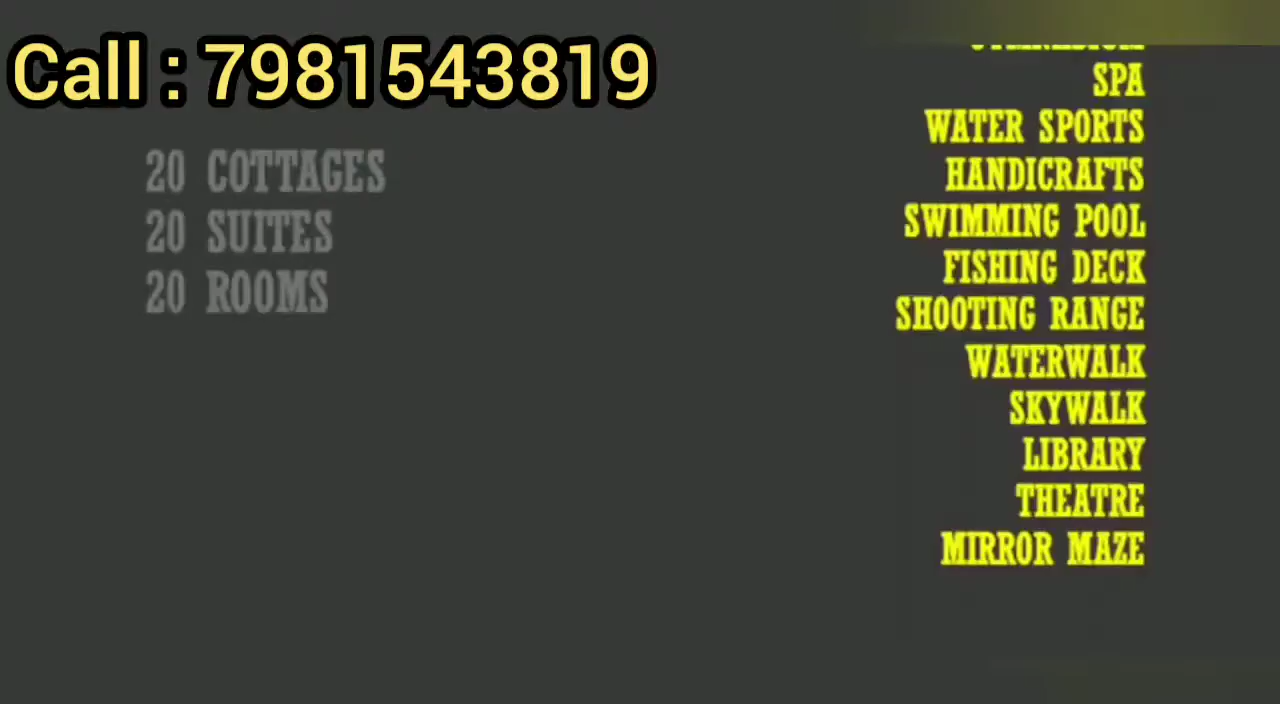 Call : 7981543819
20 COTTAGES
20 SUITES
20 ROOMS
SPA
WATER SPORTS
HANDICRAFTS
SWIMMING POOL
FISHING DECK
SHOOTING RANGE
WATERWALK
SKYWALK
LIBRARY
THEATRE
MIRROR MAZE